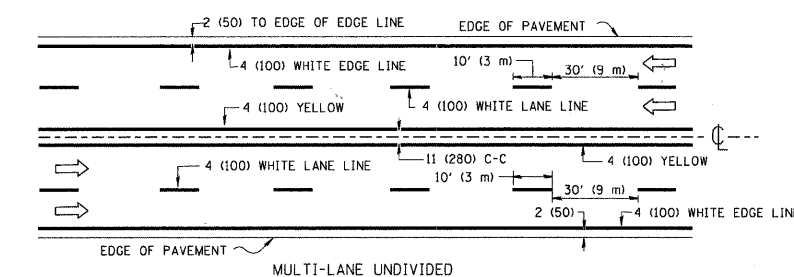 2 (50) TO EDGE OF EDGE LINE
EDGE OF PAVEMENT
4 (100) WHITE EDGE LINE
10' (3 m)
30' (9 m)
4 (100) YELLOW
4 (100) WHITE LANE LINE
℄
4 (100) WHITE LANE LINE
11 (280) C-C
4 (100) YELLOW
10' (3 m)
30' (9 m)
2 (50)
4 (100) WHITE EDGE LIN
EDGE OF PAVEMENT
MULTI-LANE UNDIVIDED